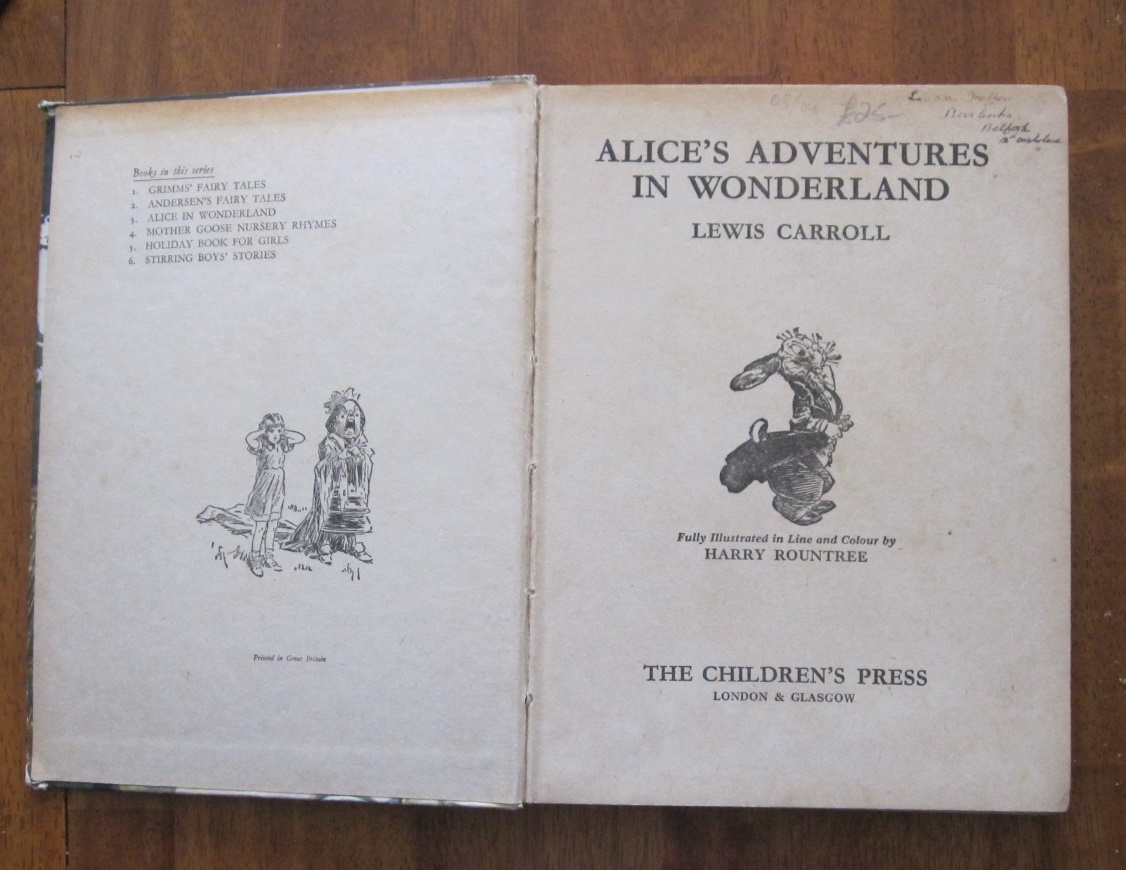 Books in this series
1. GRIMMS' FAIRY TALES
2. ANDERSEN'S FAIRY TALES
3. ALICE IN WONDERLAND
4. MOTHER GOOSE NURSERY RHYMES
5. HOLIDAY BOOK FOR GIRLS
6. STIRRING BOYS' STORIES
Printed in Great Britain
£25-
ALICE'S ADVENTURES
IN WONDERLAND
LEWIS CARROLL
Fully Illustrated in Line and Colour by
HARRY ROUNTREE
THE CHILDREN'S PRESS
LONDON & GLASGOW